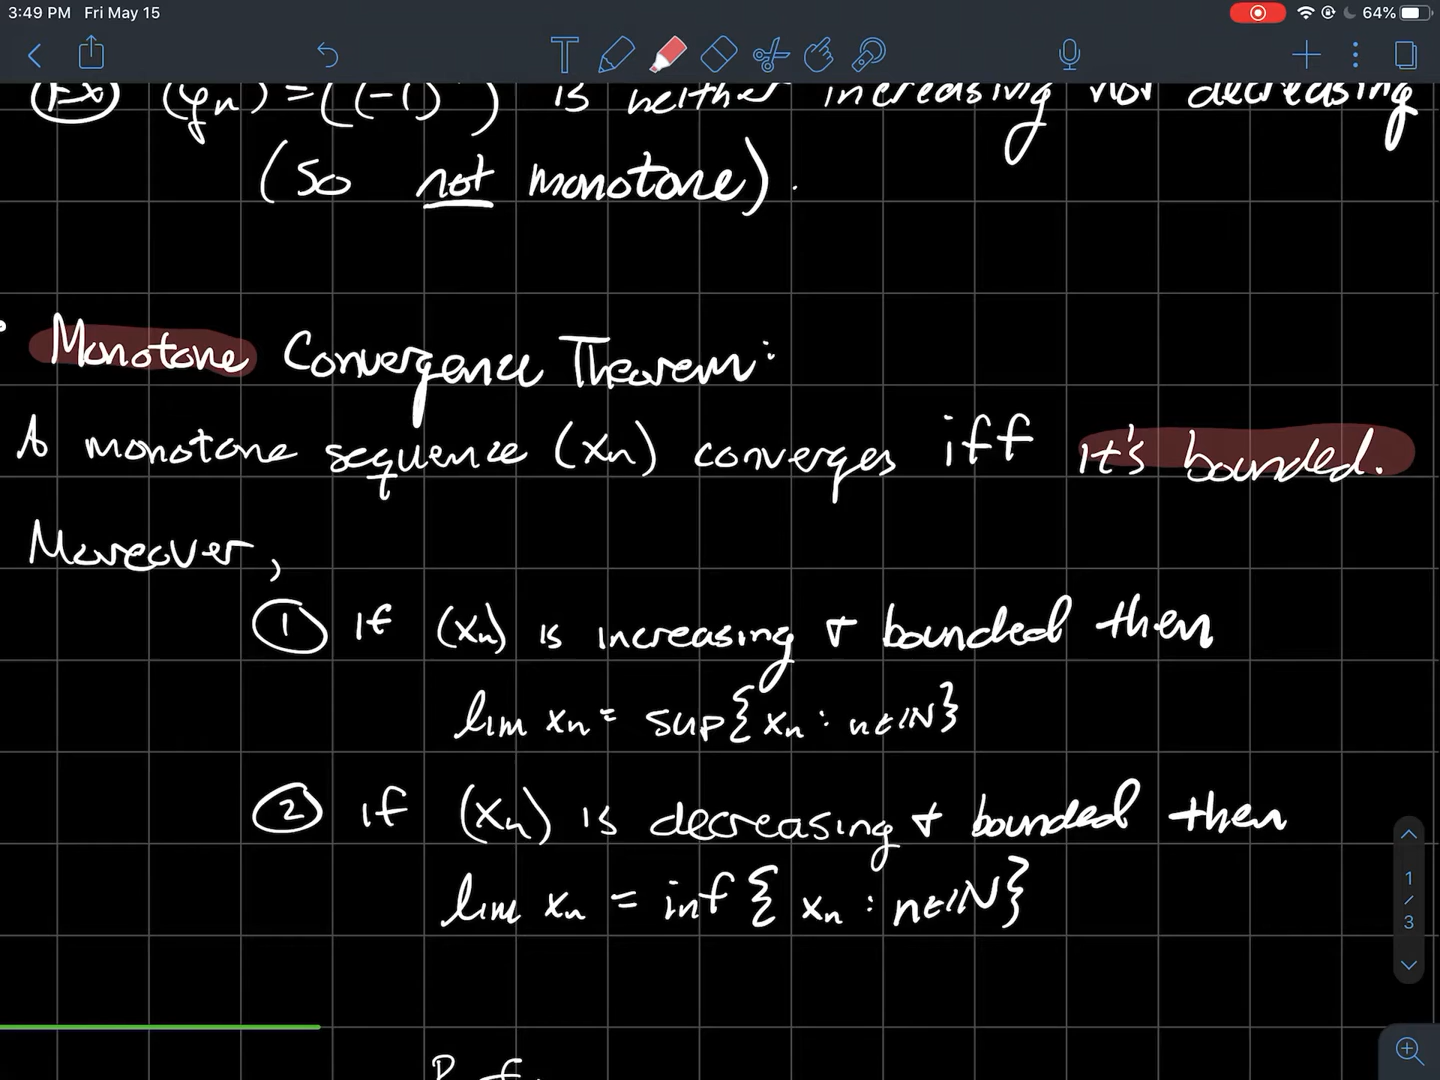 3:49 PM Fri May 15
64%
Ex (yn) = ((-1)ⁿ) is neither increasing nor decreasing
(so not monotone).
Monotone Convergence Theorem:
A monotone sequence (xn) converges iff it's bounded.
Moreover,
① if (xn) is increasing & bounded then
lim xn = sup{xn : n∈ℕ}
② if (xn) is decreasing & bounded then
lim xn = inf{xn : n∈ℕ}
1
/
3